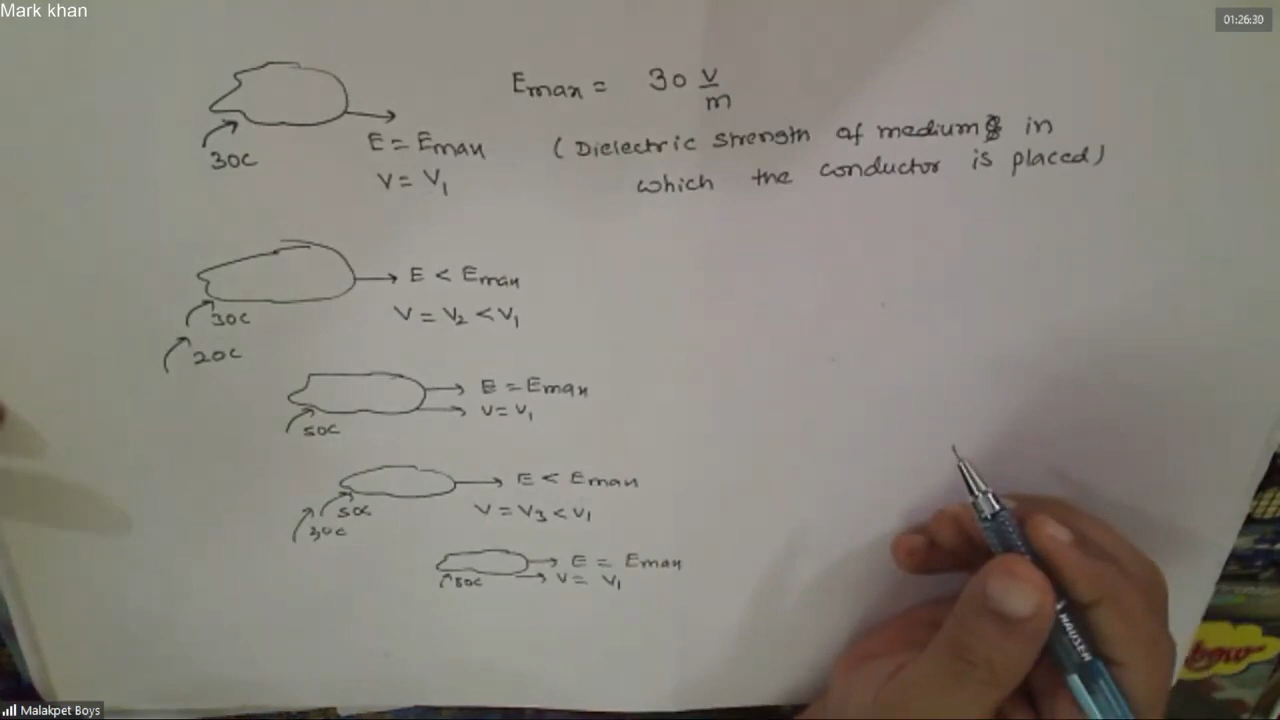 Mark khan
01:26:30
Emax = 30 V/m
30C
E = Emax
V = V₁
(Dielectric strength of medium in
which the conductor is placed)
E < Emax
V = V₂ < V₁
30C
20C
E = Emax
V = V₁
50C
E < Emax
V = V₃ < V₁
50C
30C
E = Emax
V = V₁
80C
HAUSER
Malakpet Boys